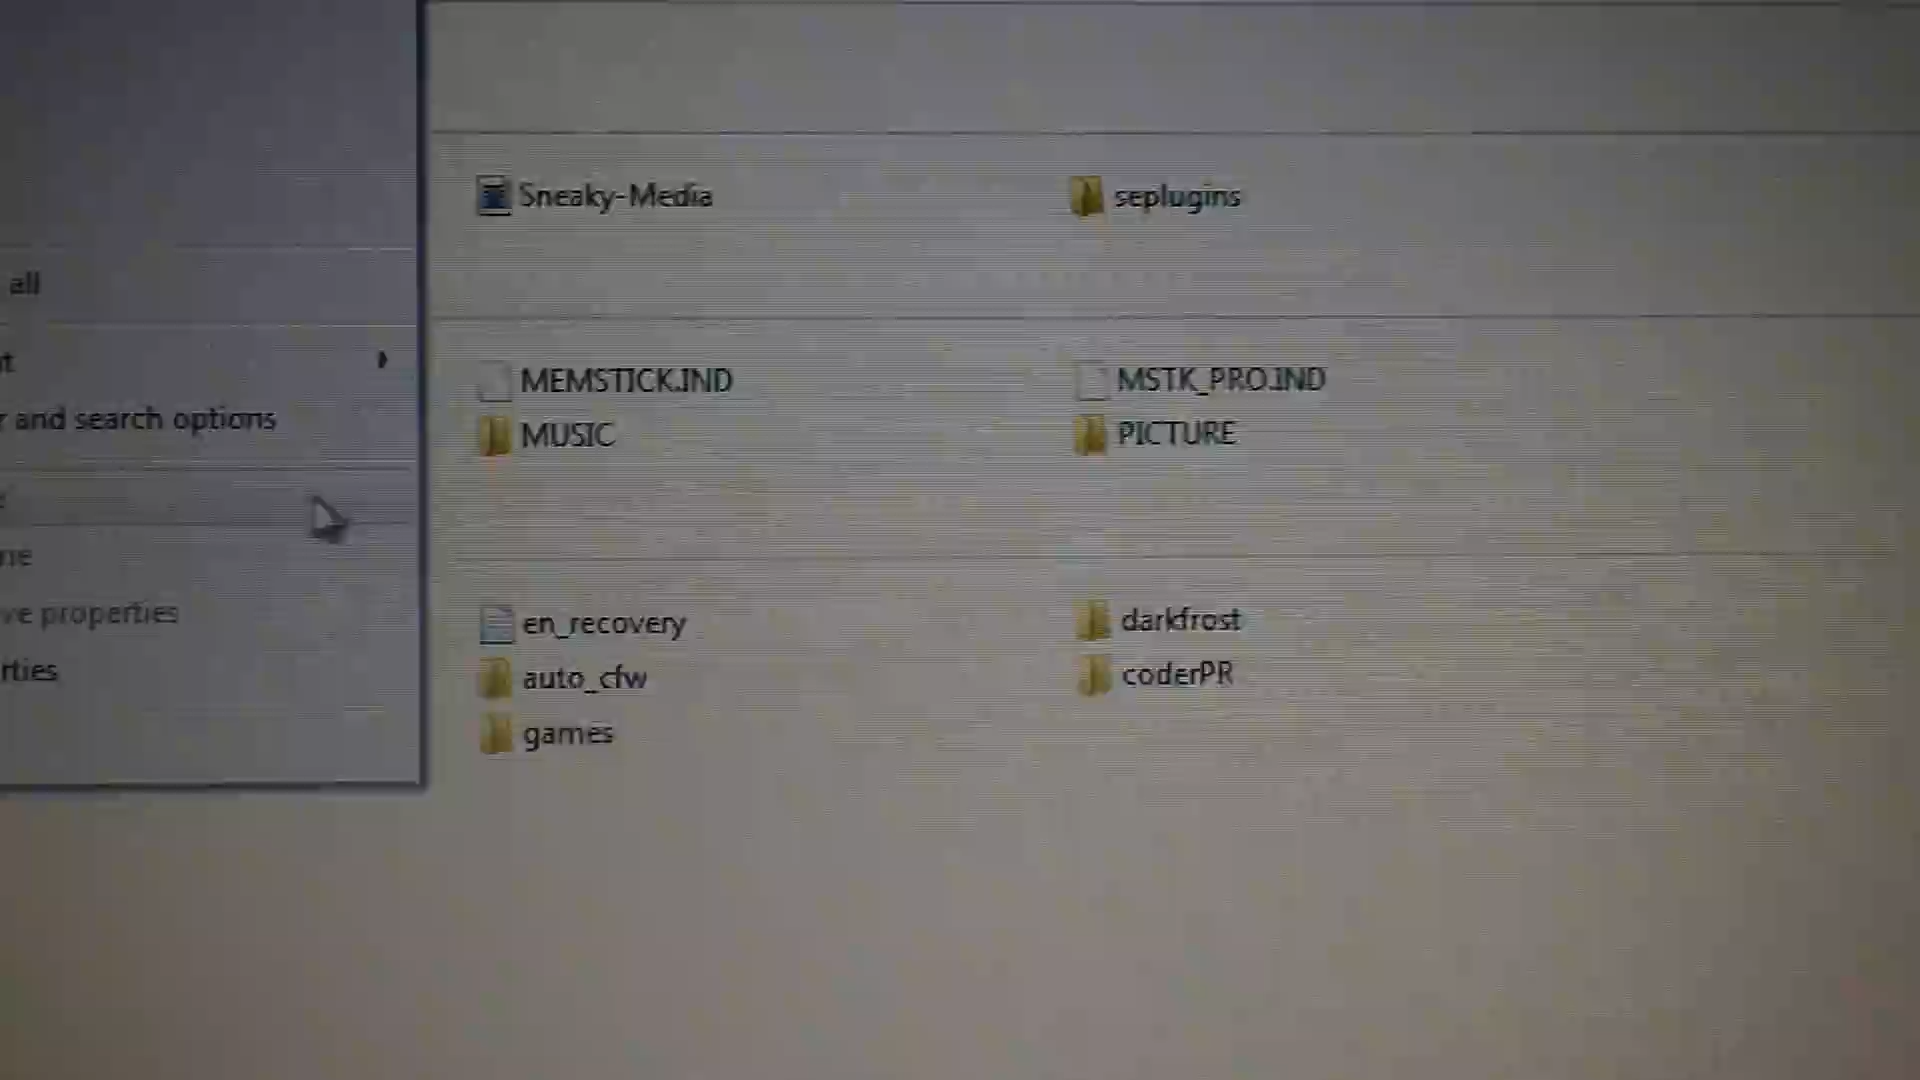 all
r and search options
ne
ve properties
rties
Sneaky-Media seplugins
MEMSTICK.IND MSTK_PRO.IND
MUSIC PICTURE
en_recovery darkfrost
auto_cfw coderPR
games